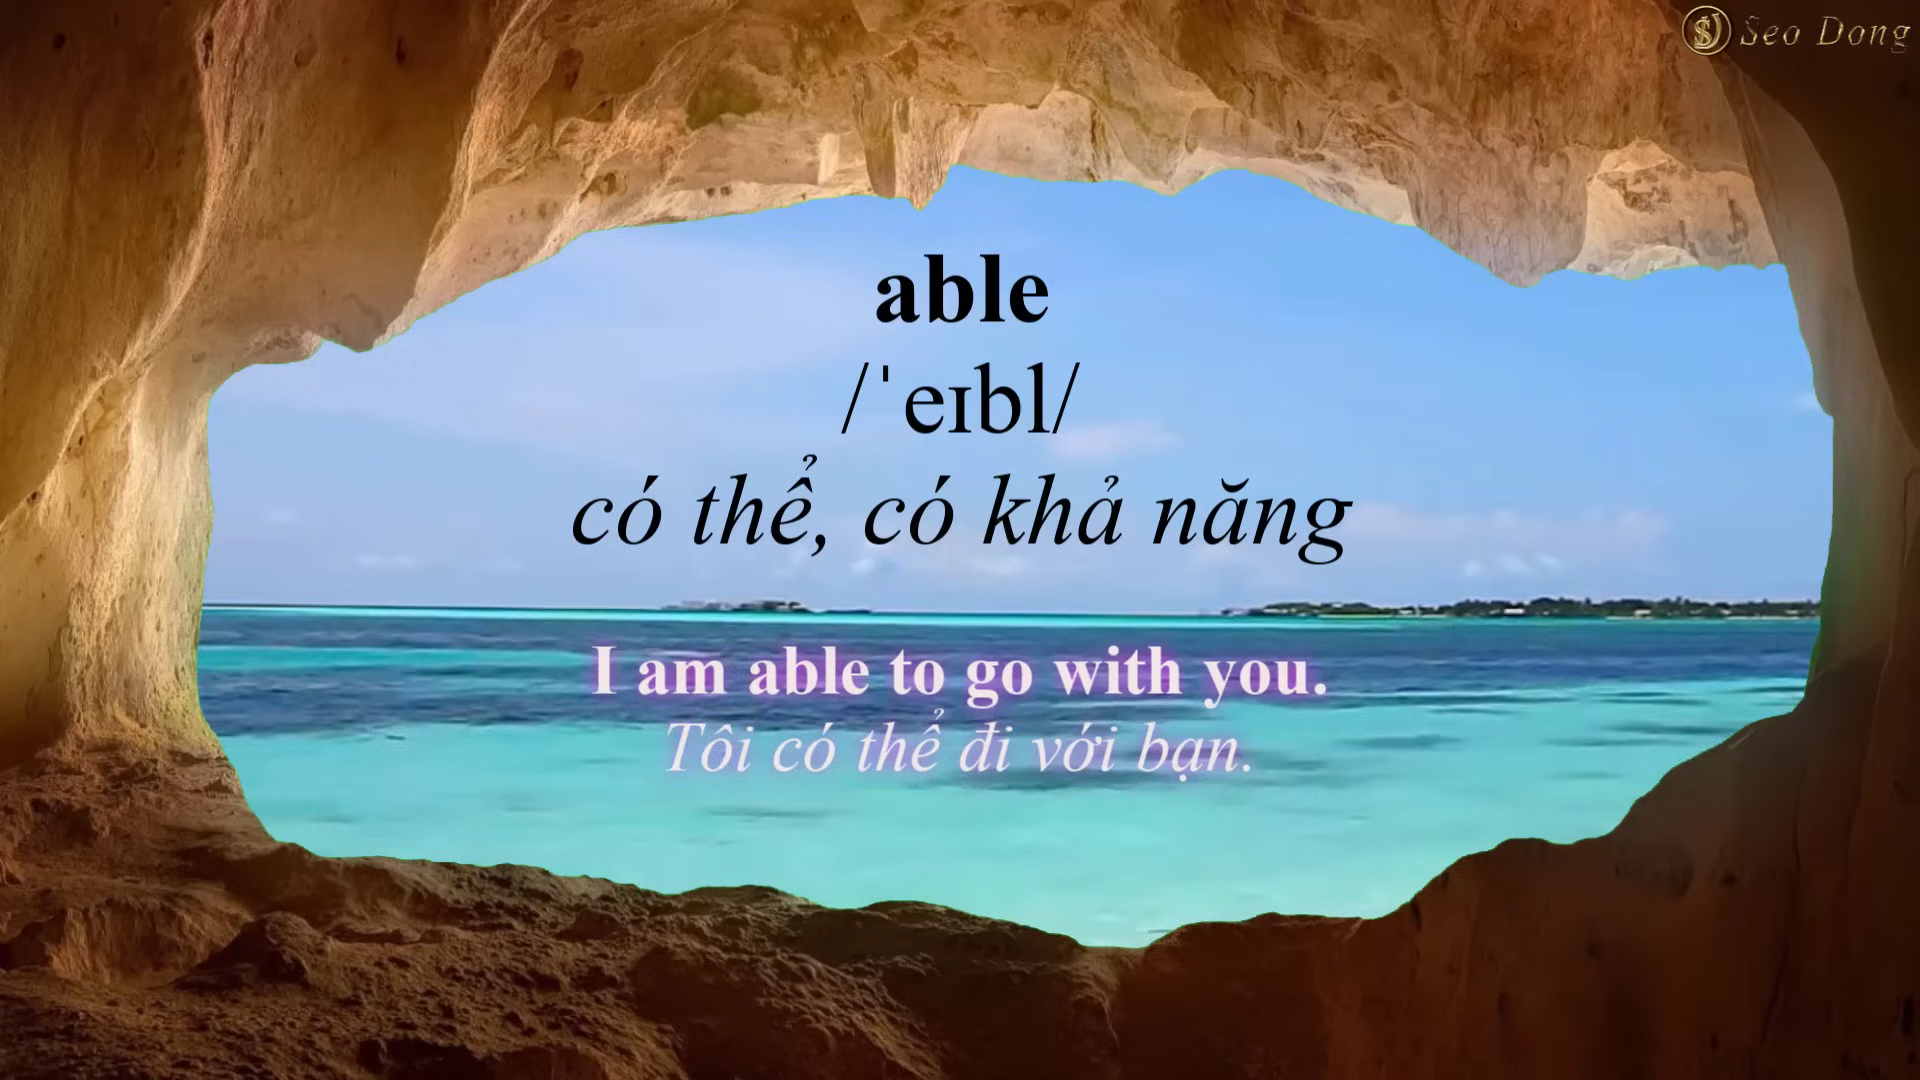 Seo Dong
able
/ˈeɪbl/
có thể, có khả năng
I am able to go with you.
Tôi có thể đi với bạn.